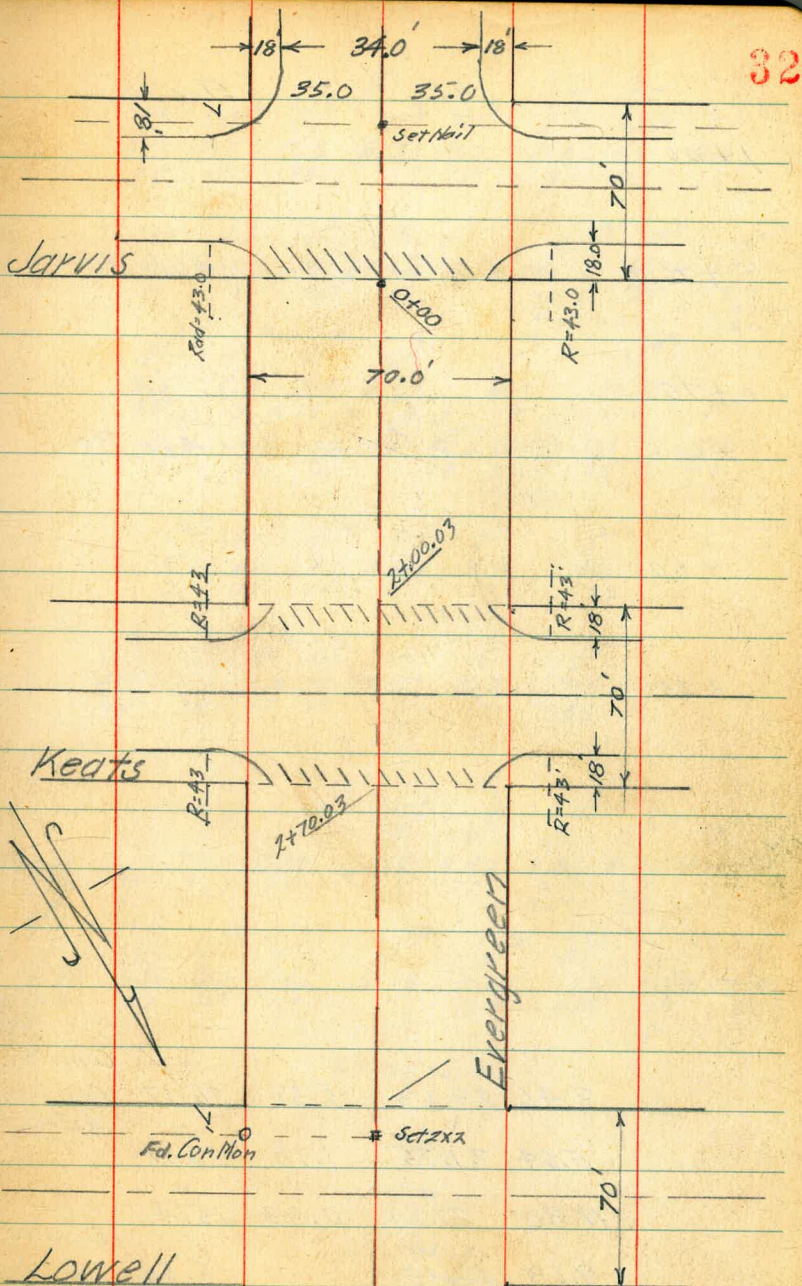 32
18' 34.0' 18'
35.0 35.0
18'
7
Set Nail
70'
Jarvis
18.0
Rad=43.0
0+00
R=43.0
70.0'
2+00.03
R=43
R=43'
18'
70'
Keats
18'
R=43
R=43'
2+70.03
Evergreen
7
Fd. Con Mon
Set 2x2
70'
Lowell